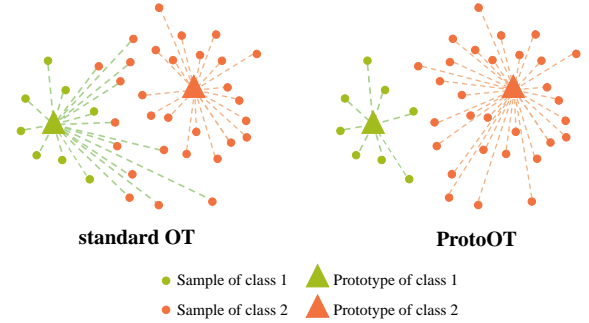 standard OT
ProtoOT
Sample of class 1
Prototype of class 1
Sample of class 2
Prototype of class 2